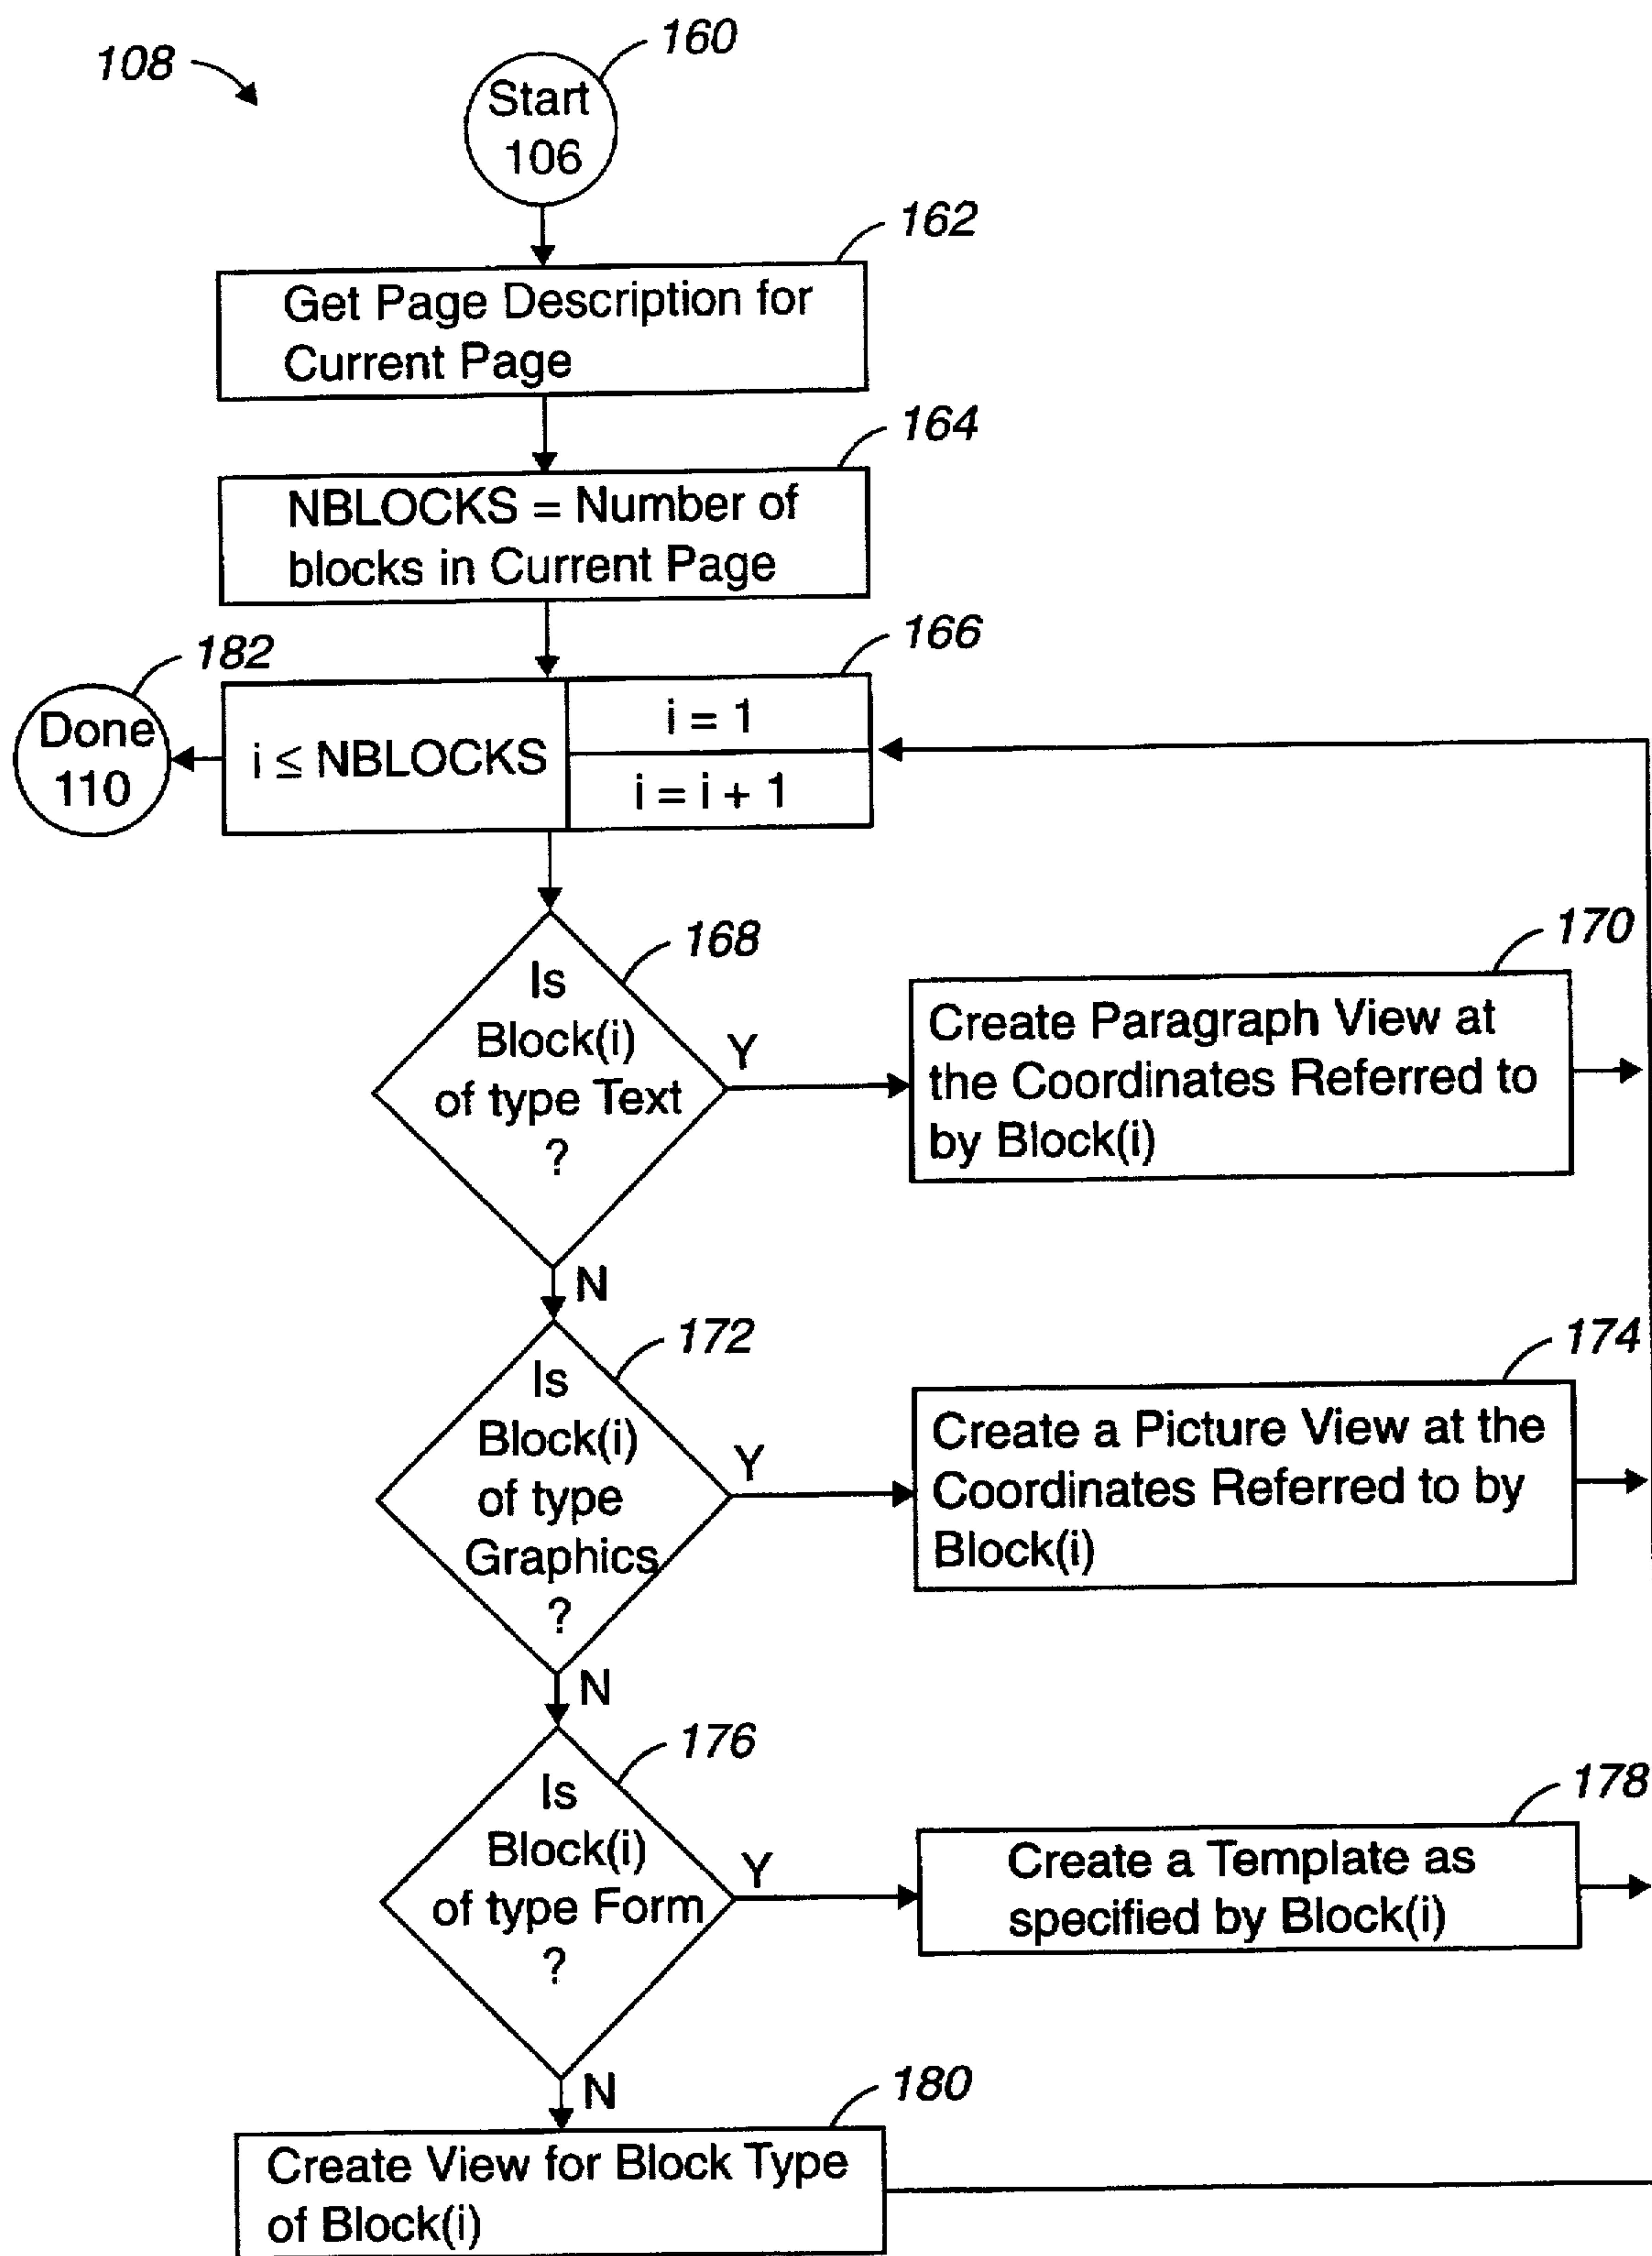 108
160
Start
106
162
Get Page Description for
Current Page
164
NBLOCKS = Number of
blocks in Current Page
166
182
Done
110
i ≤ NBLOCKS
i = 1
i = i + 1
168
Is
Block(i)
of type Text
?
Y
170
Create Paragraph View at
the Coordinates Referred to
by Block(i)
N
172
Is
Block(i)
of type
Graphics
?
Y
174
Create a Picture View at the
Coordinates Referred to by
Block(i)
N
176
Is
Block(i)
of type Form
?
Y
178
Create a Template as
specified by Block(i)
N
180
Create View for Block Type
of Block(i)